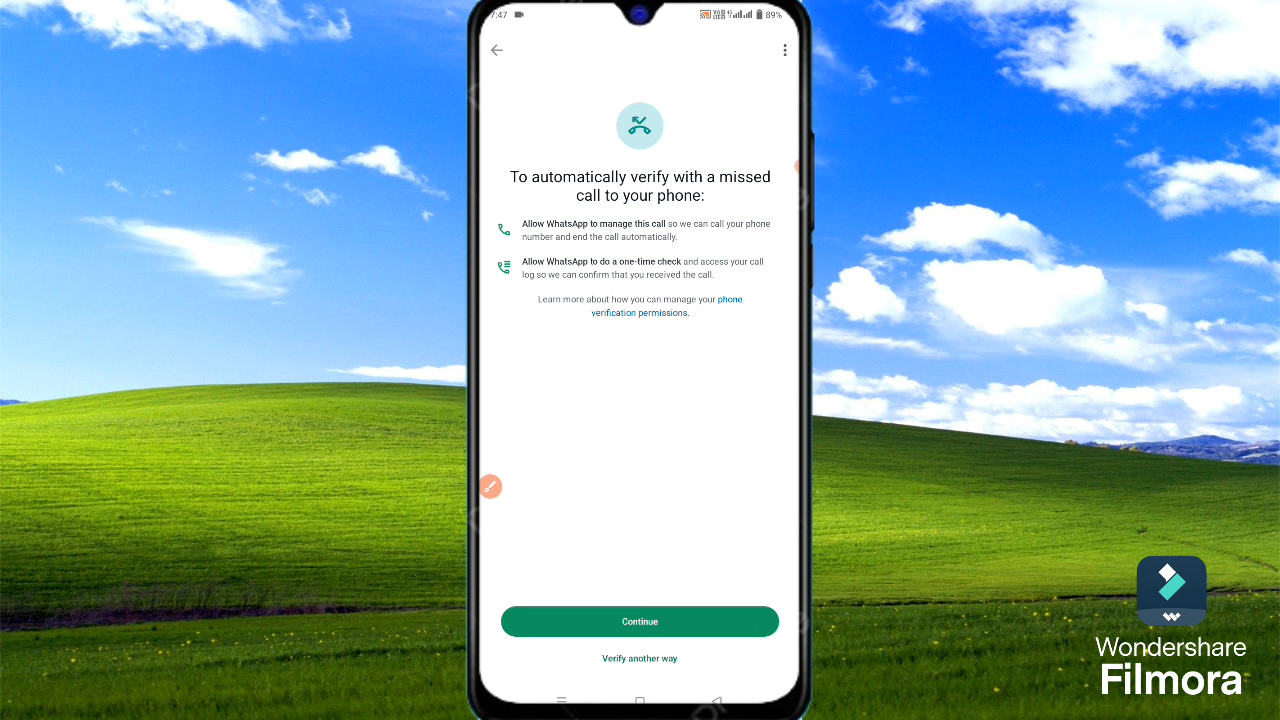 7:47
89%
To automatically verify with a missed
call to your phone:
Allow WhatsApp to manage this call so we can call your phone
number and end the call automatically.
Allow WhatsApp to do a one-time check and access your call
log so we can confirm that you received the call.
Learn more about how you can manage your phone
verification permissions.
Continue
Verify another way
Wondershare
Filmora